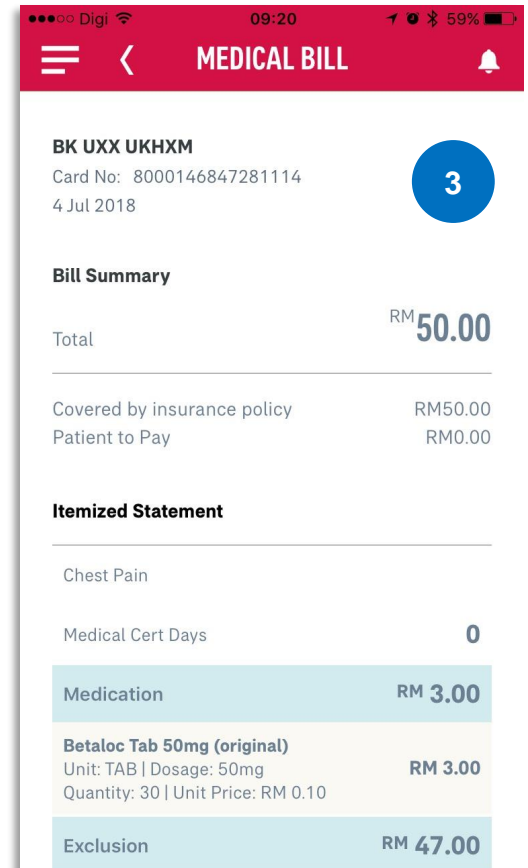 Digi 09:20 59%
MEDICAL BILL
BK UXX UKHXM
Card No: 8000146847281114
4 Jul 2018
3
Bill Summary
Total RM50.00
Covered by insurance policy RM50.00
Patient to Pay RM0.00
Itemized Statement
Chest Pain
Medical Cert Days 0
Medication RM 3.00
Betaloc Tab 50mg (original)
Unit: TAB | Dosage: 50mg RM 3.00
Quantity: 30 | Unit Price: RM 0.10
Exclusion RM 47.00